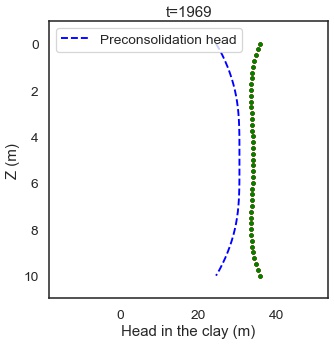 t=1969
Preconsolidation head
0
2
4
6
8
10
Z (m)
0
20
40
Head in the clay (m)